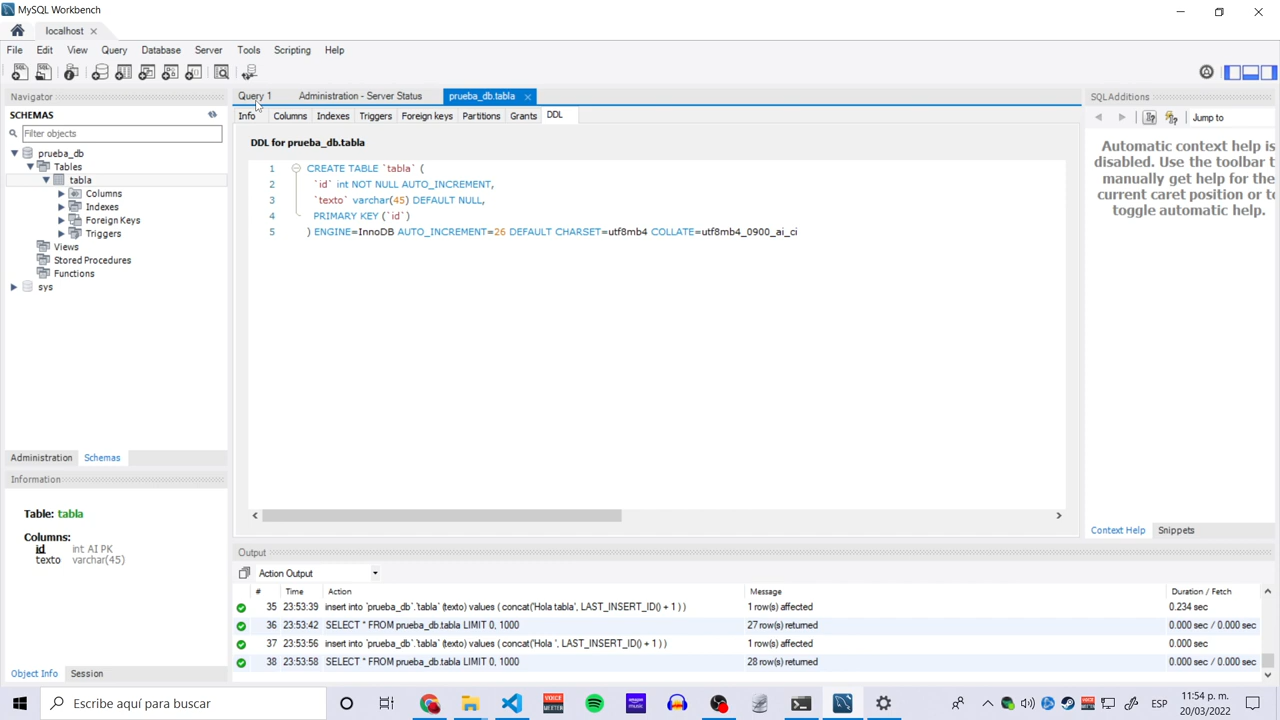 MySQL Workbench
localhost
File Edit View Query Database Server Tools Scripting Help
Navigator
SCHEMAS
Filter objects
prueba_db
Tables
tabla
Columns
Indexes
Foreign Keys
Triggers
Views
Stored Procedures
Functions
sys
Administration Schemas
Information
Table: tabla
Columns:
id int AI PK
texto varchar(45)
Object Info Session
Query 1 Administration - Server Status prueba_db.tabla
Info Columns Indexes Triggers Foreign keys Partitions Grants DDL
DDL for prueba_db.tabla
1 CREATE TABLE `tabla` (
2 `id` int NOT NULL AUTO_INCREMENT,
3 `texto` varchar(45) DEFAULT NULL,
4 PRIMARY KEY (`id`)
5 ) ENGINE=InnoDB AUTO_INCREMENT=26 DEFAULT CHARSET=utf8mb4 COLLATE=utf8mb4_0900_ai_ci
Output
Action Output
# Time Action Message Duration / Fetch
35 23:53:39 insert into `prueba_db`.`tabla` (texto) values ( concat('Hola tabla', LAST_INSERT_ID() + 1 ) ) 1 row(s) affected 0.234 sec
36 23:53:42 SELECT * FROM prueba_db.tabla LIMIT 0, 1000 27 row(s) returned 0.000 sec / 0.000 sec
37 23:53:56 insert into `prueba_db`.`tabla` (texto) values ( concat('Hola ', LAST_INSERT_ID() + 1 ) ) 1 row(s) affected 0.000 sec
38 23:53:58 SELECT * FROM prueba_db.tabla LIMIT 0, 1000 28 row(s) returned 0.000 sec / 0.000 sec
SQLAdditions
Jump to
Automatic context help is
disabled. Use the toolbar t
manually get help for the
current caret position or to
toggle automatic help.
Context Help Snippets
Escribe aquí para buscar
ESP
11:54 p. m.
20/03/2022